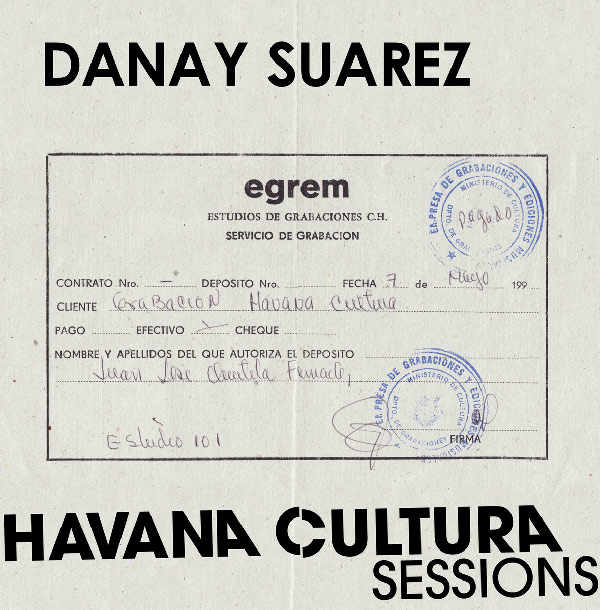 DANAY SUAREZ
egrem
ESTUDIOS DE GRABACIONES C.H.
SERVICIO DE GRABACION
EMPRESA DE GRABACIONES Y EDICIONES MUSICALES
MINISTERIO DE CULTURA
DPTO DE GRABACIONES
pagado
CONTRATO Nro. — DEPOSITO Nro. FECHA 7 de Mayo 199
CLIENTE Grabacion Havana Cultura
PAGO EFECTIVO CHEQUE
NOMBRE Y APELLIDOS DEL QUE AUTORIZA EL DEPOSITO
Juan José
EMPRESA DE GRABACIONES Y EDICIONES MUSICALES
MINISTERIO DE CULTURA
DPTO DE GRABACIONES
Estudio 101
FIRMA
HAVANA CULTURA
SESSIONS